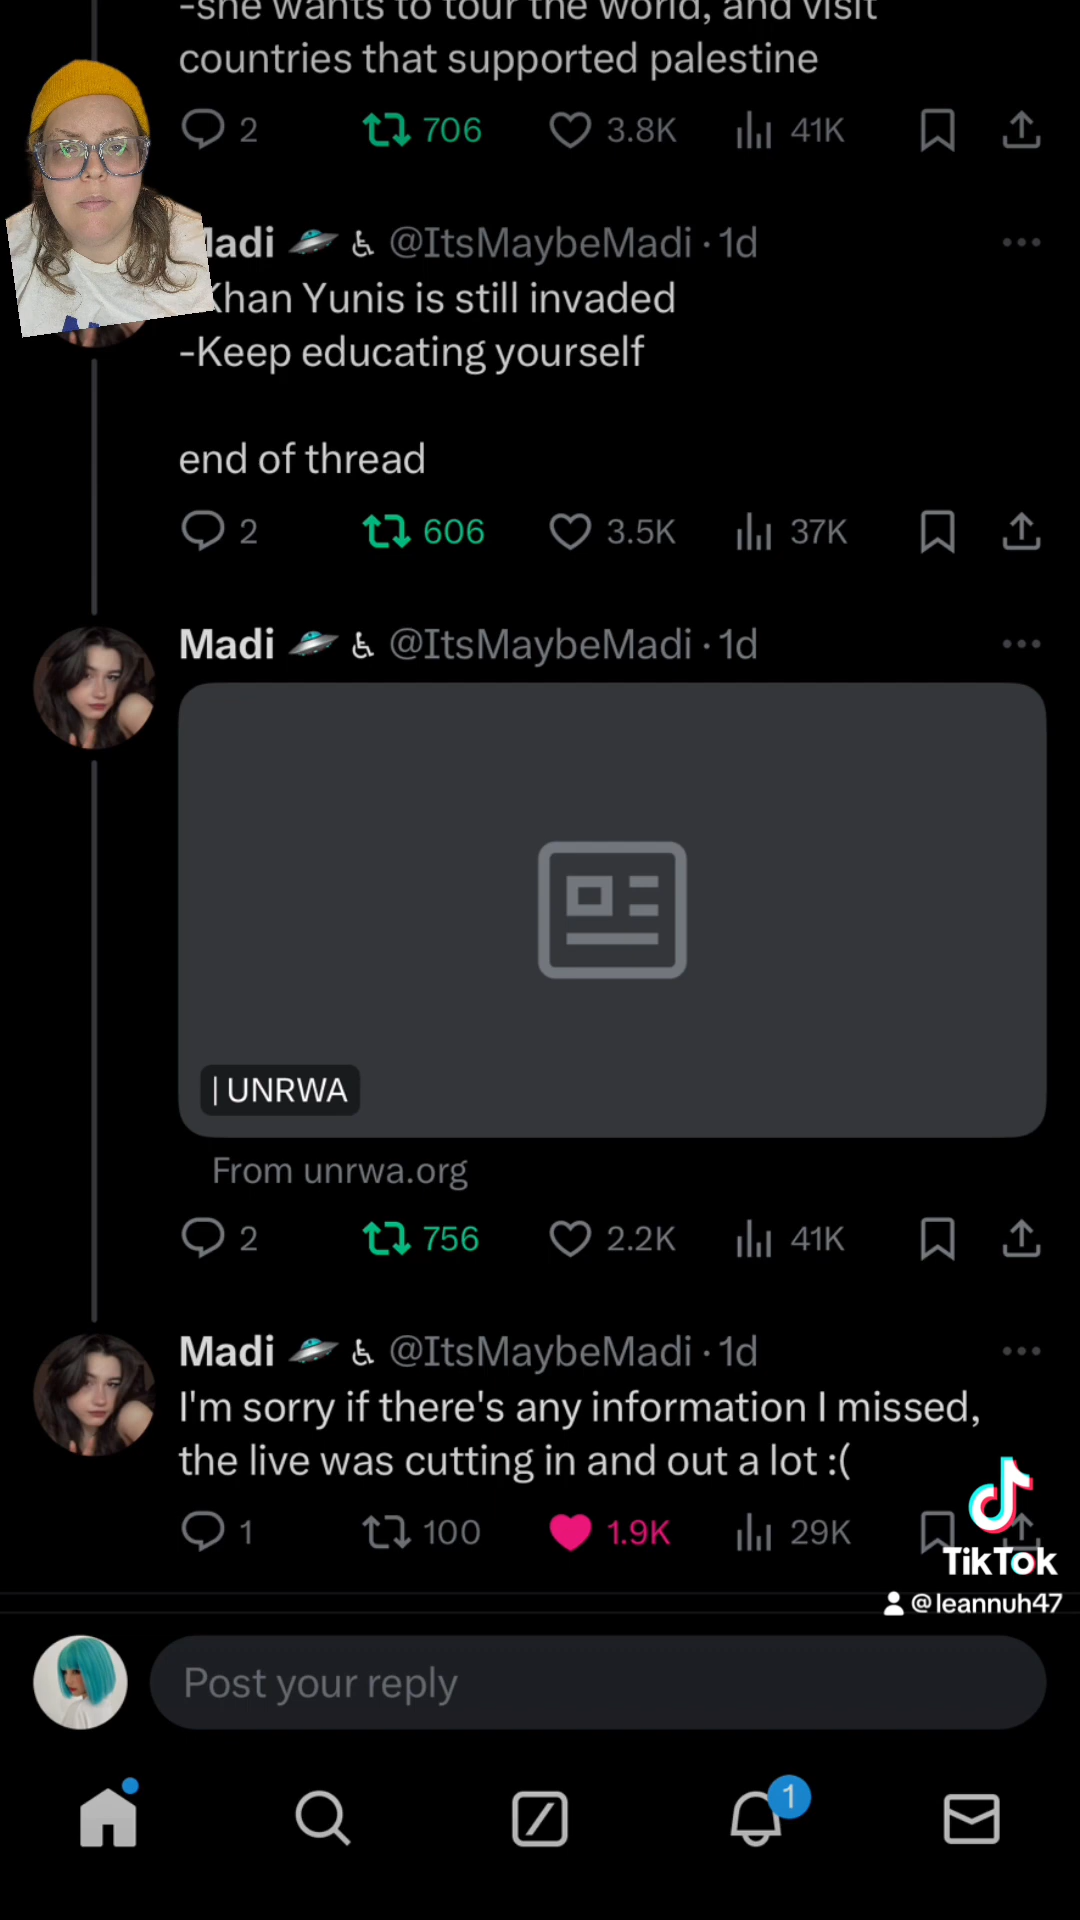 -she wants to tour the world, and visit
countries that supported palestine
2 706 3.8K 41K
Madi @ItsMaybeMadi · 1d
Khan Yunis is still invaded
-Keep educating yourself
end of thread
2 606 3.5K 37K
Madi @ItsMaybeMadi · 1d
| UNRWA
From unrwa.org
2 756 2.2K 41K
Madi @ItsMaybeMadi · 1d
I'm sorry if there's any information I missed,
the live was cutting in and out a lot :(
1 100 1.9K 29K
TikTok
@leannuh47
Post your reply
1